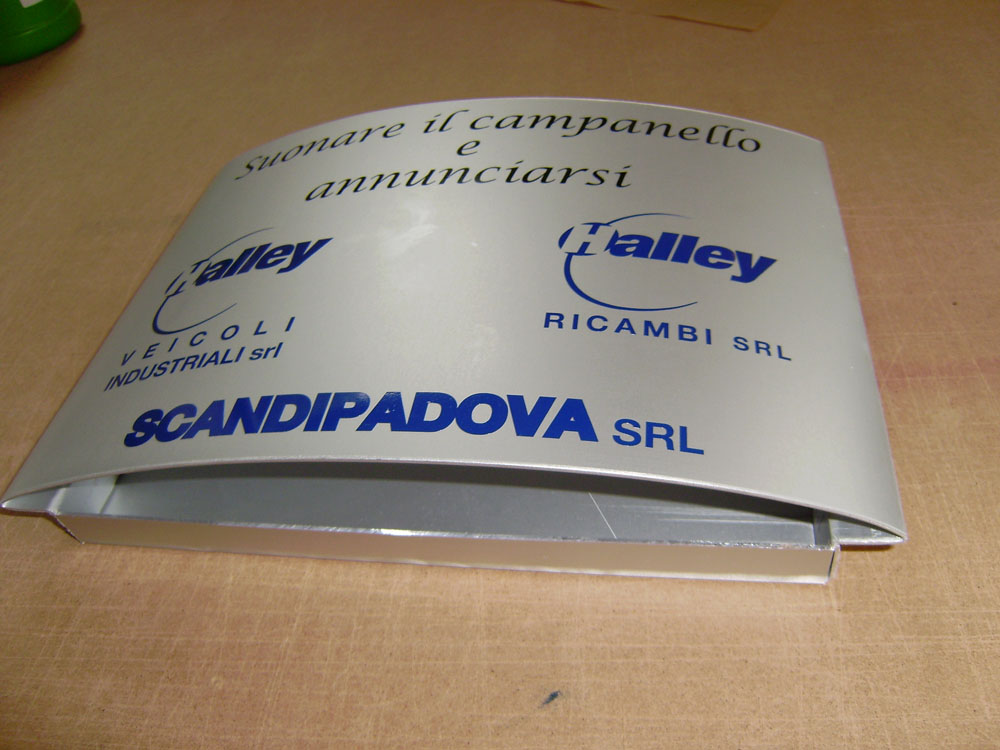 Suonare il campanello
e
annunciarsi
Halley
VEICOLI
INDUSTRIALI srl
Halley
RICAMBI SRL
SCANDIPADOVA SRL